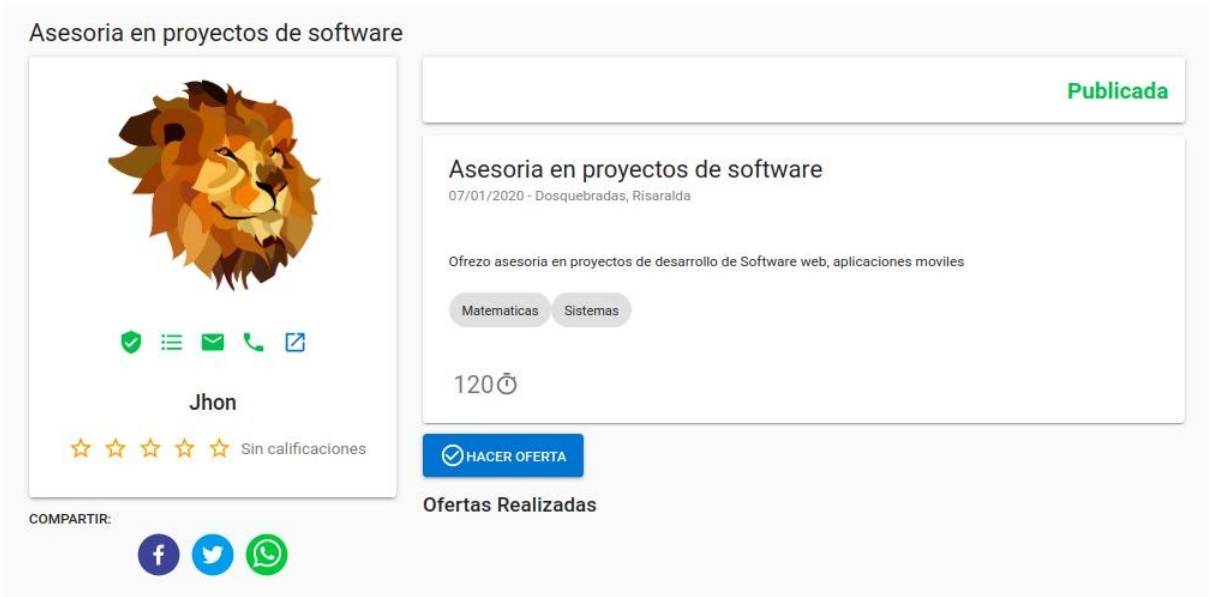 Asesoria en proyectos de software
Jhon
Sin calificaciones
COMPARTIR:
Publicada
Asesoria en proyectos de software
07/01/2020 - Dosquebradas, Risaralda
Ofrezo asesoria en proyectos de desarrollo de Software web, aplicaciones moviles
Matematicas Sistemas
120
HACER OFERTA
Ofertas Realizadas